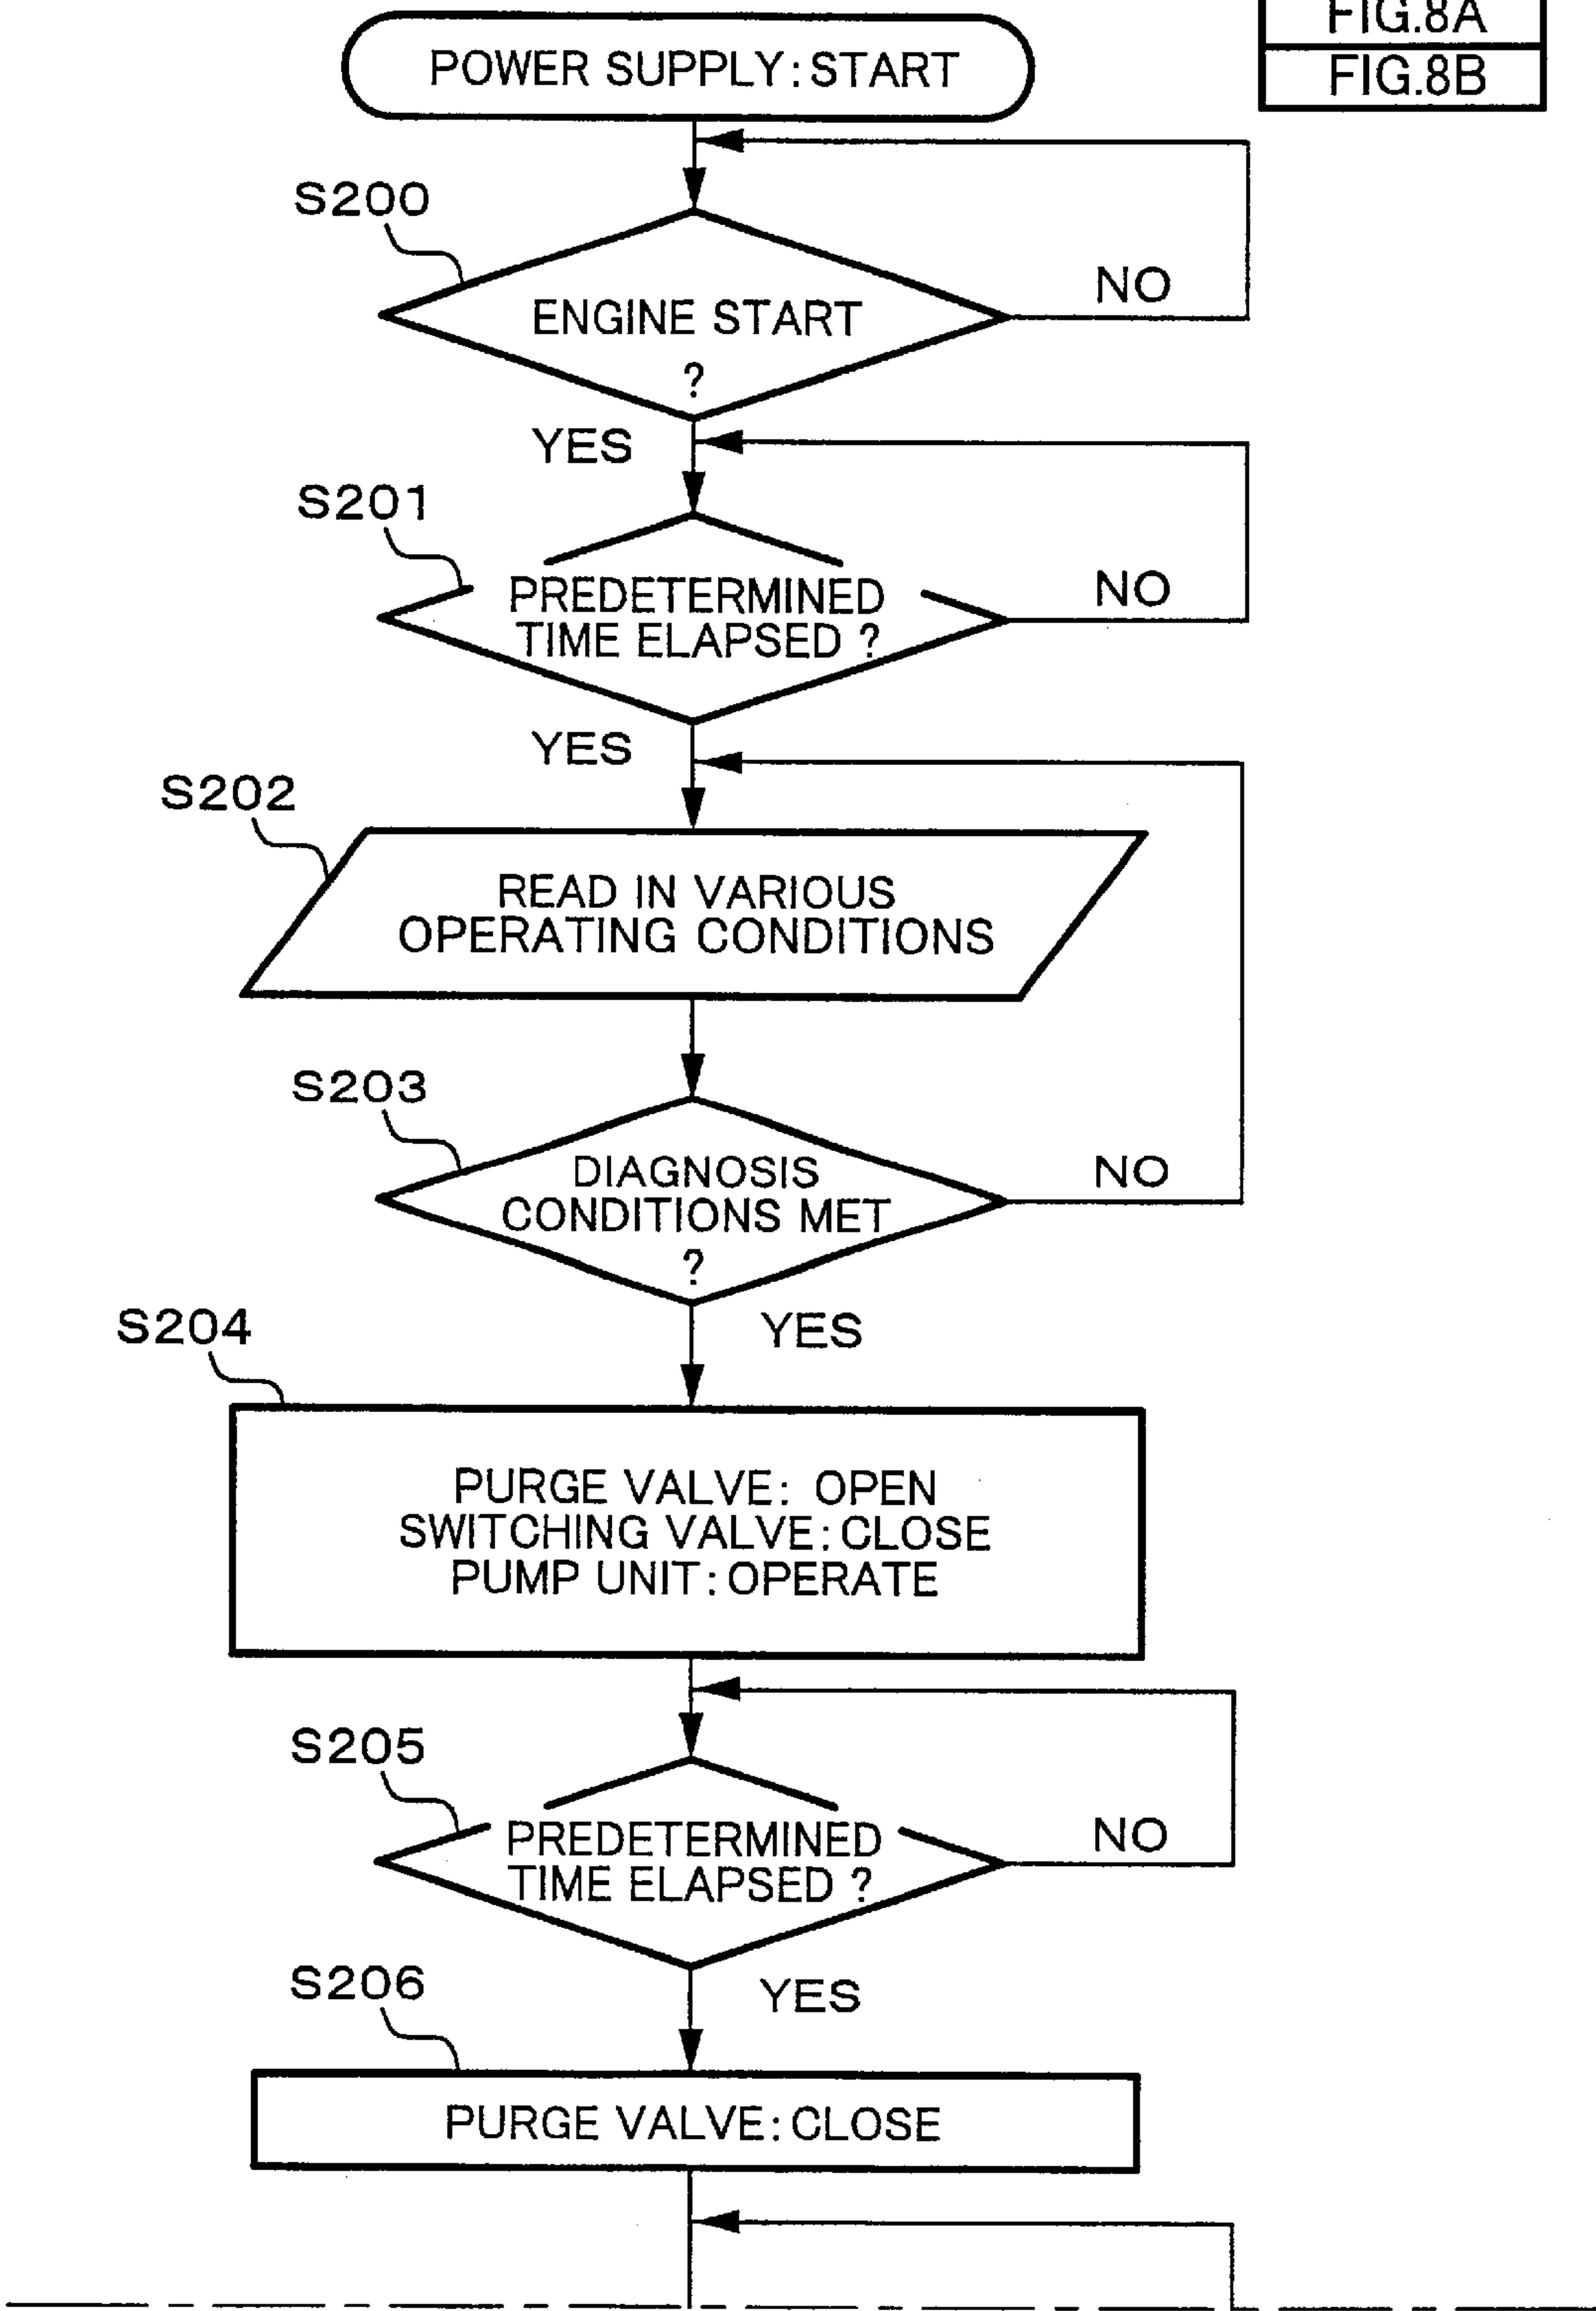 FIG.8A
FIG.8B
POWER SUPPLY: START
S200
ENGINE START
?
NO
YES
S201
PREDETERMINED
TIME ELAPSED ?
NO
YES
S202
READ IN VARIOUS
OPERATING CONDITIONS
S203
DIAGNOSIS
CONDITIONS MET
?
NO
YES
S204
PURGE VALVE: OPEN
SWITCHING VALVE: CLOSE
PUMP UNIT: OPERATE
S205
PREDETERMINED
TIME ELAPSED ?
NO
YES
S206
PURGE VALVE: CLOSE